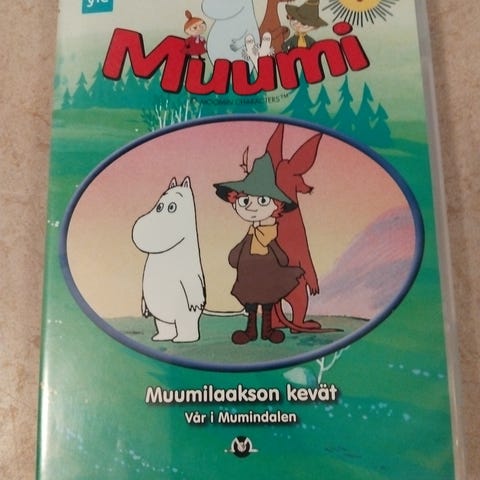 yle
Muumi
MOOMIN CHARACTERS™
Muumilaakson kevät
Vår i Mumindalen